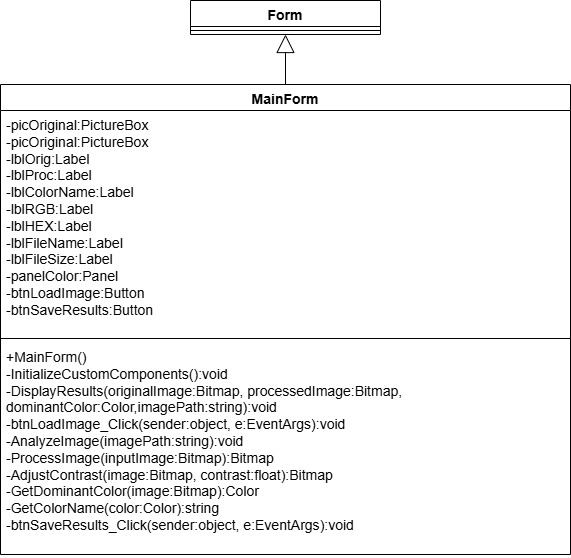 Form
MainForm
-picOriginal:PictureBox
-picOriginal:PictureBox
-lblOrig:Label
-lblProc:Label
-lblColorName:Label
-lblRGB:Label
-lblHEX:Label
-lblFileName:Label
-lblFileSize:Label
-panelColor:Panel
-btnLoadImage:Button
-btnSaveResults:Button
+MainForm()
-InitializeCustomComponents():void
-DisplayResults(originalImage:Bitmap, processedImage:Bitmap,
dominantColor:Color,imagePath:string):void
-btnLoadImage_Click(sender:object, e:EventArgs):void
-AnalyzeImage(imagePath:string):void
-ProcessImage(inputImage:Bitmap):Bitmap
-AdjustContrast(image:Bitmap, contrast:float):Bitmap
-GetDominantColor(image:Bitmap):Color
-GetColorName(color:Color):string
-btnSaveResults_Click(sender:object, e:EventArgs):void